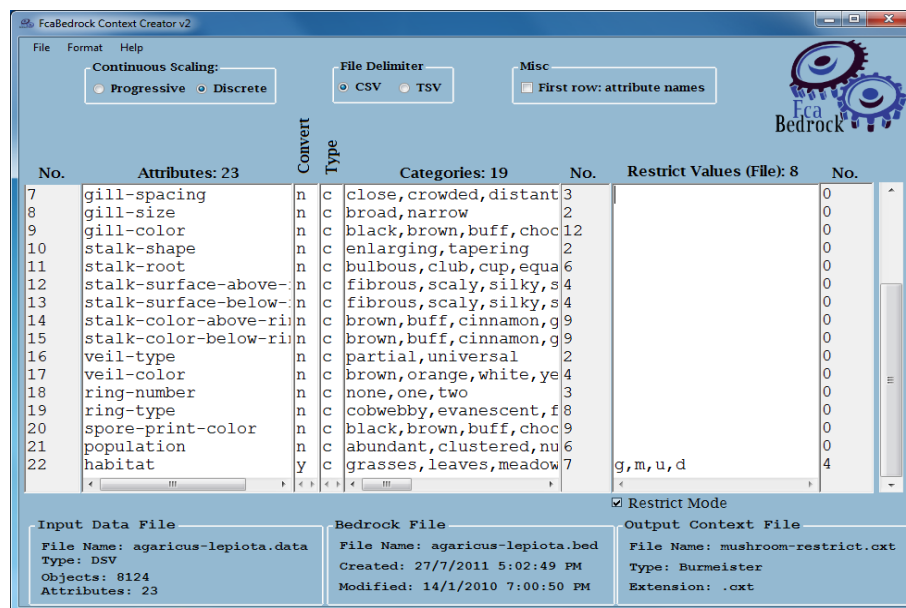 FcaBedrock Context Creator v2
File Format Help
Continuous Scaling:
Progressive Discrete
File Delimiter
CSV TSV
Misc
First row: attribute names
Fca
Bedrock
No. Attributes: 23 Convert Type Categories: 19 No. Restrict Values (File): 8 No.
7 gill-spacing n c close,crowded,distant 3 0
8 gill-size n c broad,narrow 2 0
9 gill-color n c black,brown,buff,choc 12 0
10 stalk-shape n c enlarging,tapering 2 0
11 stalk-root n c bulbous,club,cup,equa 6 0
12 stalk-surface-above- n c fibrous,scaly,silky,s 4 0
13 stalk-surface-below- n c fibrous,scaly,silky,s 4 0
14 stalk-color-above-ri n c brown,buff,cinnamon,g 9 0
15 stalk-color-below-ri n c brown,buff,cinnamon,g 9 0
16 veil-type n c partial,universal 2 0
17 veil-color n c brown,orange,white,ye 4 0
18 ring-number n c none,one,two 3 0
19 ring-type n c cobwebby,evanescent,f 8 0
20 spore-print-color n c black,brown,buff,choc 9 0
21 population n c abundant,clustered,nu 6 0
22 habitat y c grasses,leaves,meadow 7 g,m,u,d 4
Restrict Mode
Input Data File
File Name: agaricus-lepiota.data
Type: DSV
Objects: 8124
Attributes: 23
Bedrock File
File Name: agaricus-lepiota.bed
Created: 27/7/2011 5:02:49 PM
Modified: 14/1/2010 7:00:50 PM
Output Context File
File Name: mushroom-restrict.cxt
Type: Burmeister
Extension: .cxt